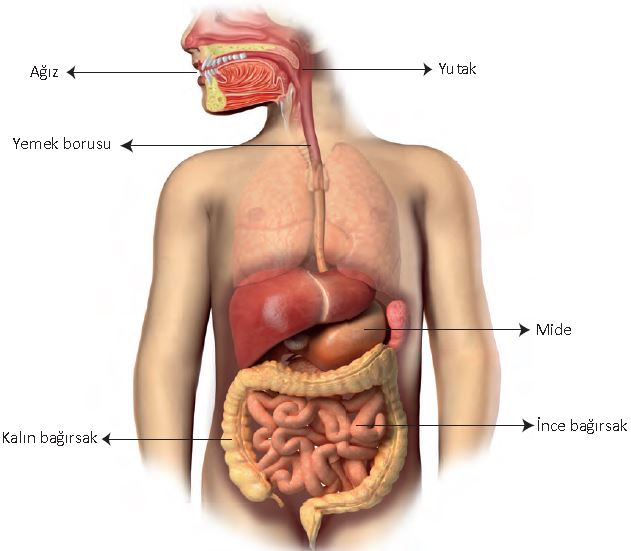 Ağız
Yutak
Yemek borusu
Mide
Kalın bağırsak
İnce bağırsak